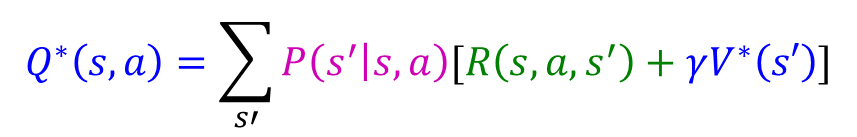 Q*(s,a) = ∑ P(s′|s,a)[R(s,a,s′) + γV*(s′)]
s′